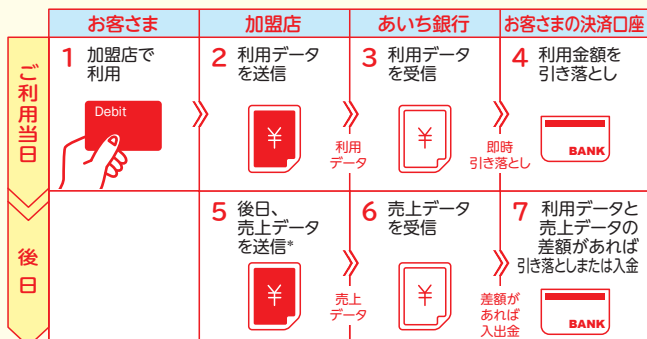 お客さま
加盟店
あいち銀行
お客さまの決済口座
ご利用当日
1 加盟店で
利用
Debit
2 利用データ
を送信
¥
利用
データ
3 利用データ
を受信
¥
即時
引き落とし
4 利用金額を
引き落とし
BANK
後日
5 後日、
売上データ
を送信*
¥
売上
データ
6 売上データ
を受信
¥
差額が
あれば
入出金
7 利用データと
売上データの
差額があれば
引き落としまたは入金
BANK